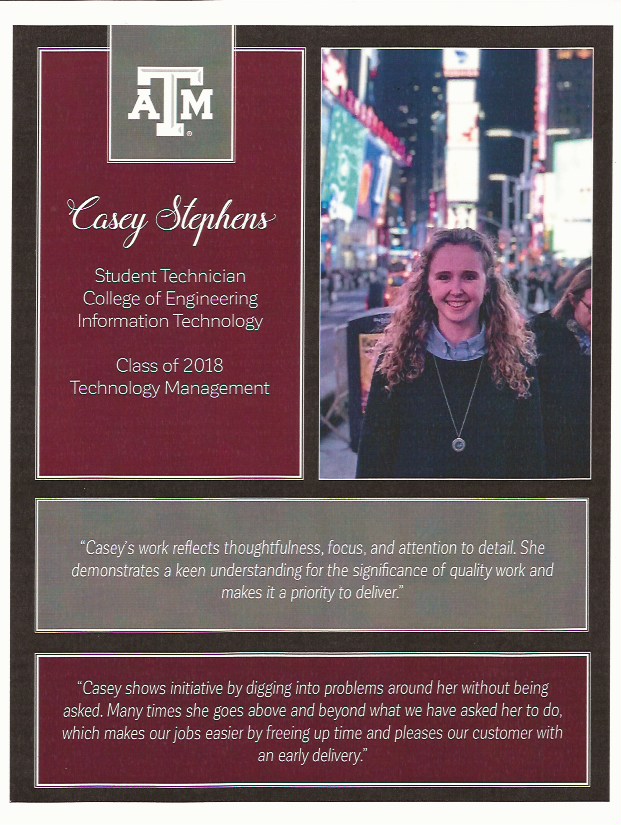 ATM
Casey Stephens
Student Technician
College of Engineering
Information Technology
Class of 2018
Technology Management
“Casey’s work reflects thoughtfulness, focus, and attention to detail. She
demonstrates a keen understanding for the significance of quality work and
makes it a priority to deliver.”
“Casey shows initiative by digging into problems around her without being
asked. Many times she goes above and beyond what we have asked her to do,
which makes our jobs easier by freeing up time and pleases our customer with
an early delivery.”